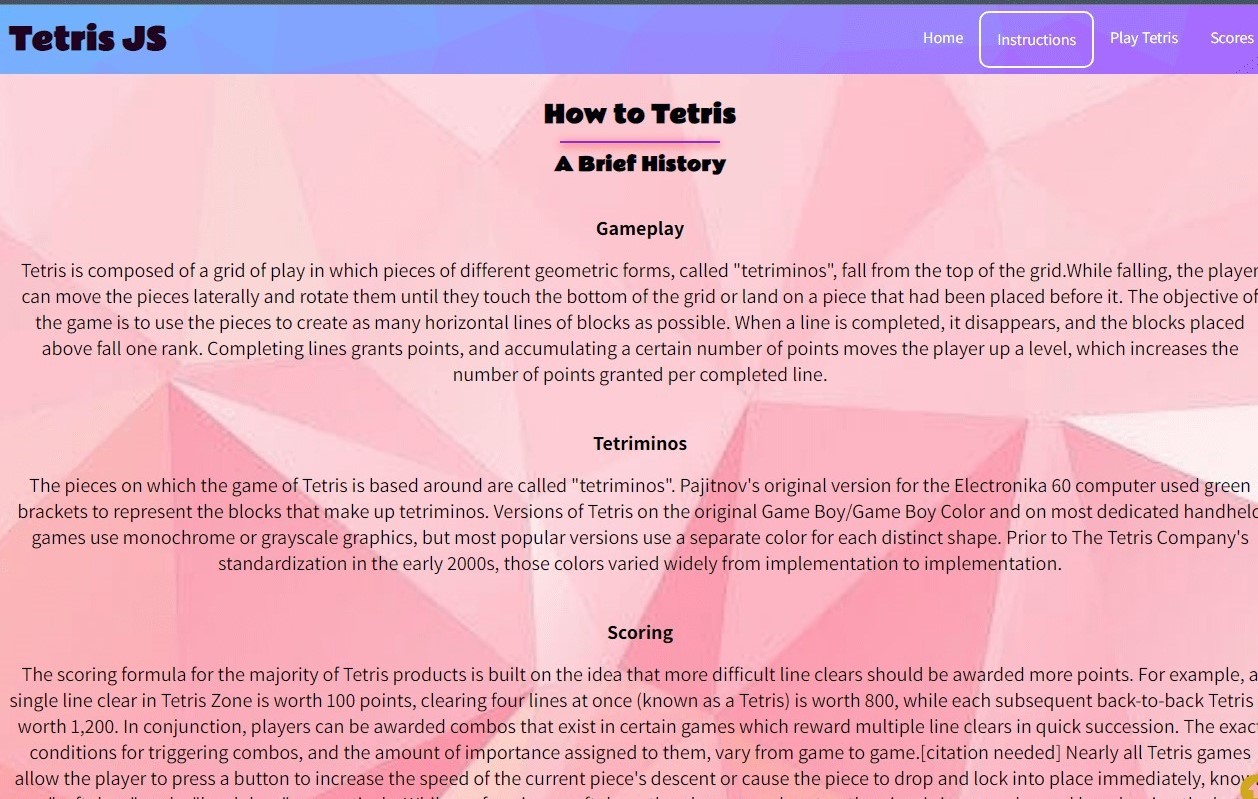 Tetris JS
Home Instructions Play Tetris Scores
How to Tetris
A Brief History
Gameplay
Tetris is composed of a grid of play in which pieces of different geometric forms, called "tetriminos", fall from the top of the grid.While falling, the player
can move the pieces laterally and rotate them until they touch the bottom of the grid or land on a piece that had been placed before it. The objective of
the game is to use the pieces to create as many horizontal lines of blocks as possible. When a line is completed, it disappears, and the blocks placed
above fall one rank. Completing lines grants points, and accumulating a certain number of points moves the player up a level, which increases the
number of points granted per completed line.
Tetriminos
The pieces on which the game of Tetris is based around are called "tetriminos". Pajitnov's original version for the Electronika 60 computer used green
brackets to represent the blocks that make up tetriminos. Versions of Tetris on the original Game Boy/Game Boy Color and on most dedicated handheld
games use monochrome or grayscale graphics, but most popular versions use a separate color for each distinct shape. Prior to The Tetris Company's
standardization in the early 2000s, those colors varied widely from implementation to implementation.
Scoring
The scoring formula for the majority of Tetris products is built on the idea that more difficult line clears should be awarded more points. For example, a
single line clear in Tetris Zone is worth 100 points, clearing four lines at once (known as a Tetris) is worth 800, while each subsequent back-to-back Tetris
worth 1,200. In conjunction, players can be awarded combos that exist in certain games which reward multiple line clears in quick succession. The exact
conditions for triggering combos, and the amount of importance assigned to them, vary from game to game.[citation needed] Nearly all Tetris games
allow the player to press a button to increase the speed of the current piece's descent or cause the piece to drop and lock into place immediately,